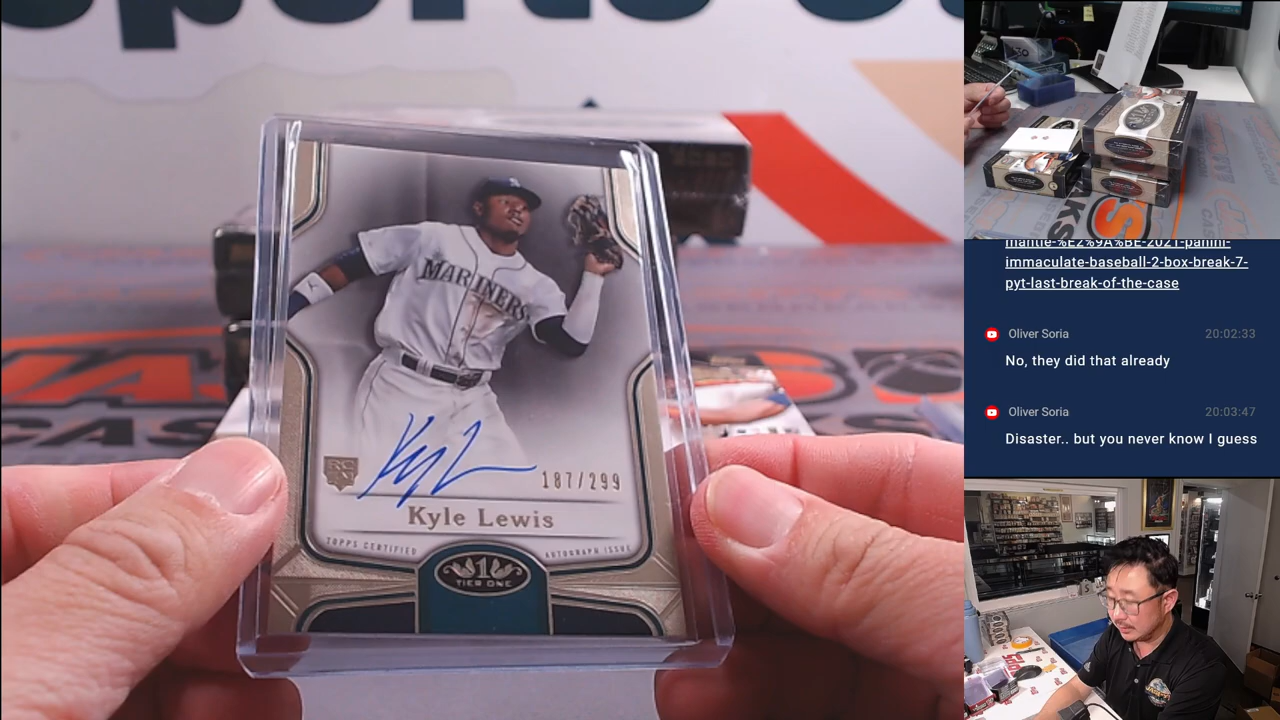 MARINERS
RC
187/299
Kyle Lewis
TOPPS CERTIFIED
AUTOGRAPH ISSUE
1
TIER ONE
CAS
mantle-%E2%9A%BE-2021-panini-
immaculate-baseball-2-box-break-7-
pyt-last-break-of-the-case
Oliver Soria 20:02:33
No, they did that already
Oliver Soria 20:03:47
Disaster.. but you never know I guess